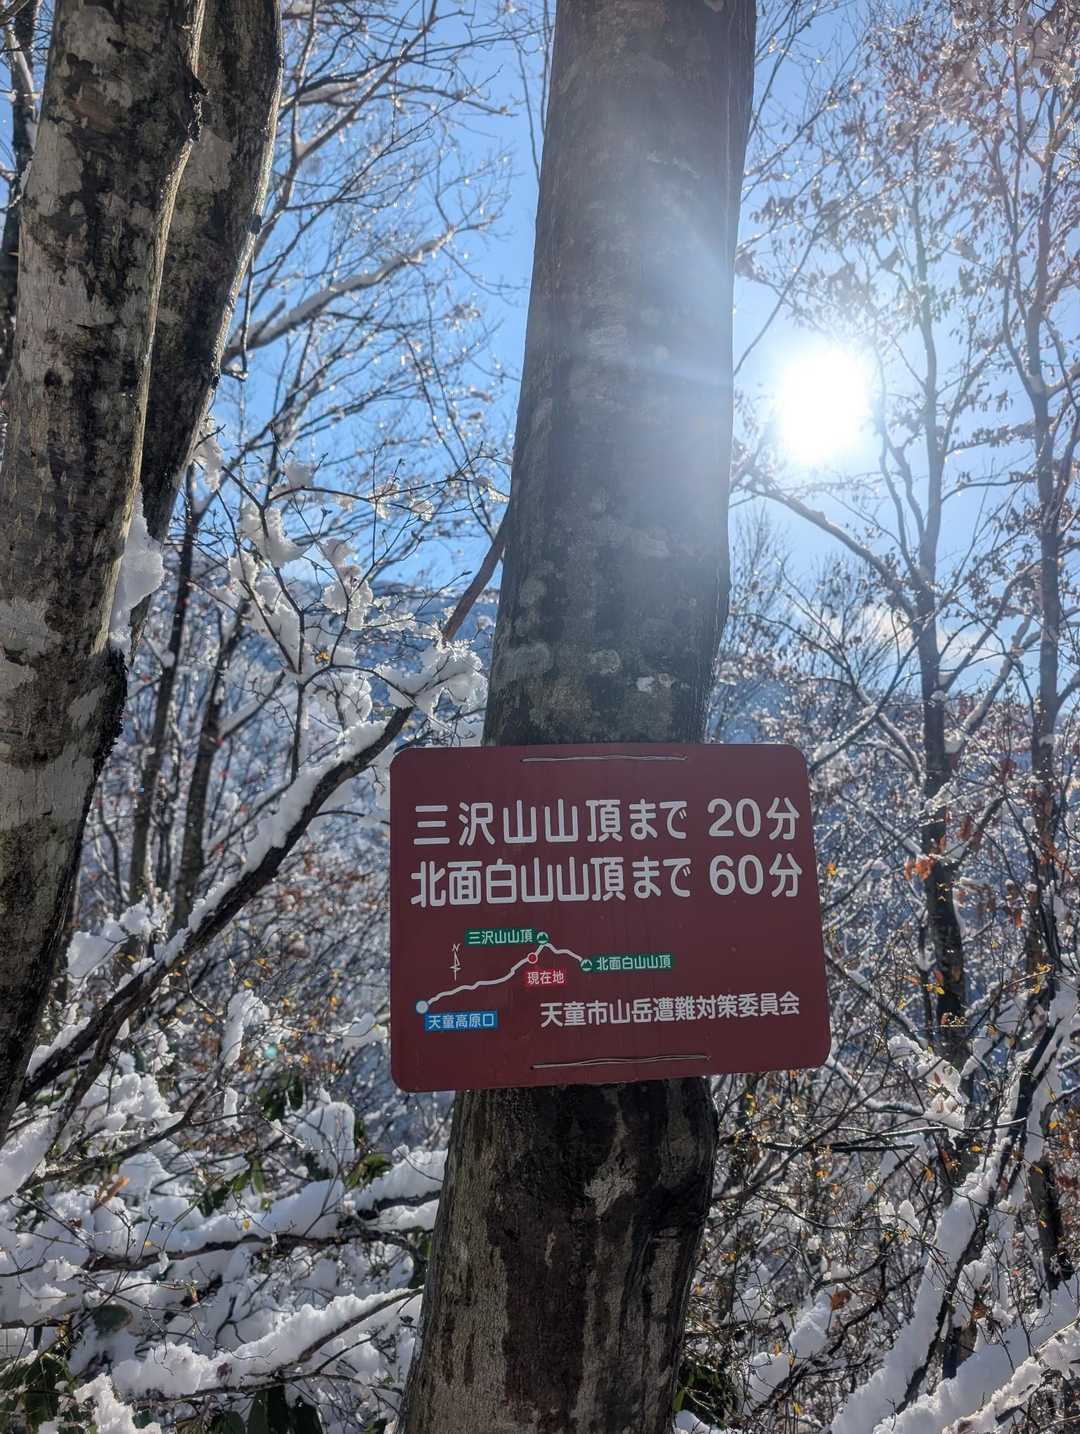 三沢山山頂まで 20分
北面白山山頂まで 60分
三沢山山頂
N
北面白山山頂
現在地
天童高原口
天童市山岳遭難対策委員会